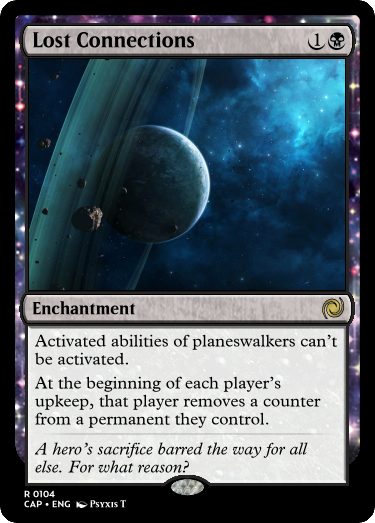 Lost Connections 1
Enchantment
Activated abilities of planeswalkers can't
be activated.
At the beginning of each player's
upkeep, that player removes a counter
from a permanent they control.
A hero's sacrifice barred the way for all
else. For what reason?
R 0104
CAP • ENG Psyxis T